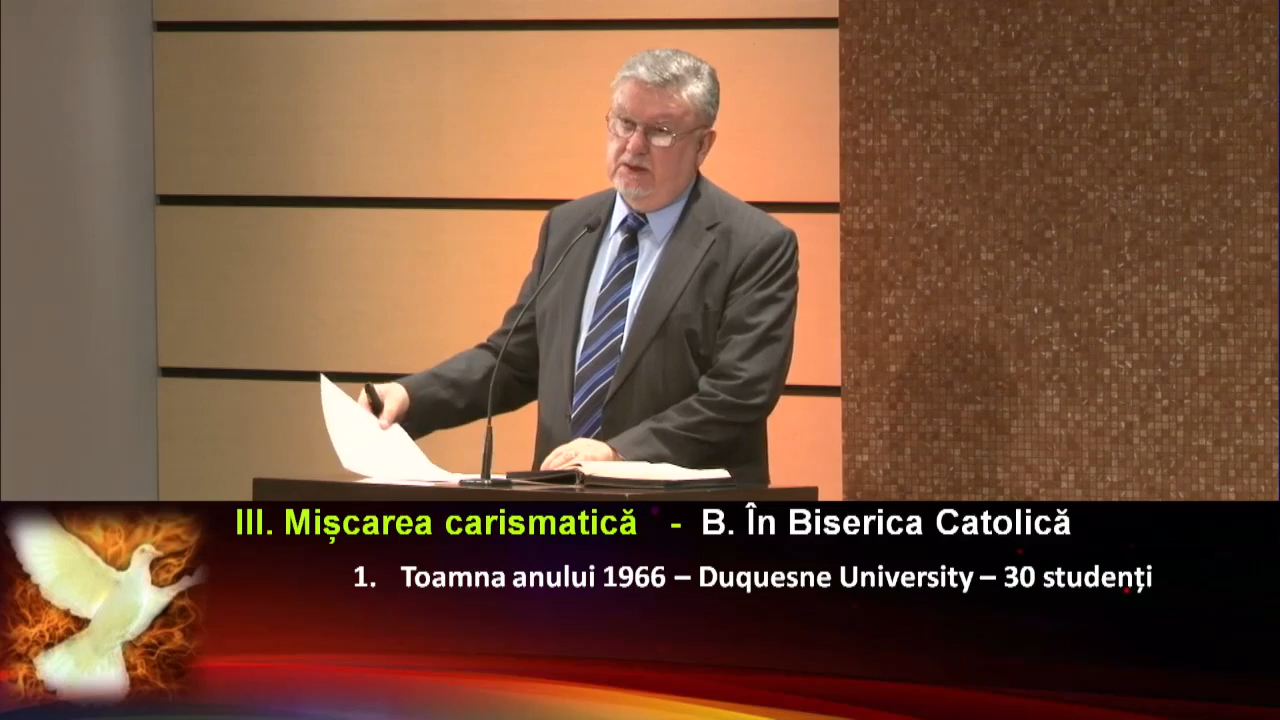 III. Mișcarea carismatică - B. În Biserica Catolică
1. Toamna anului 1966 – Duquesne University – 30 studenți